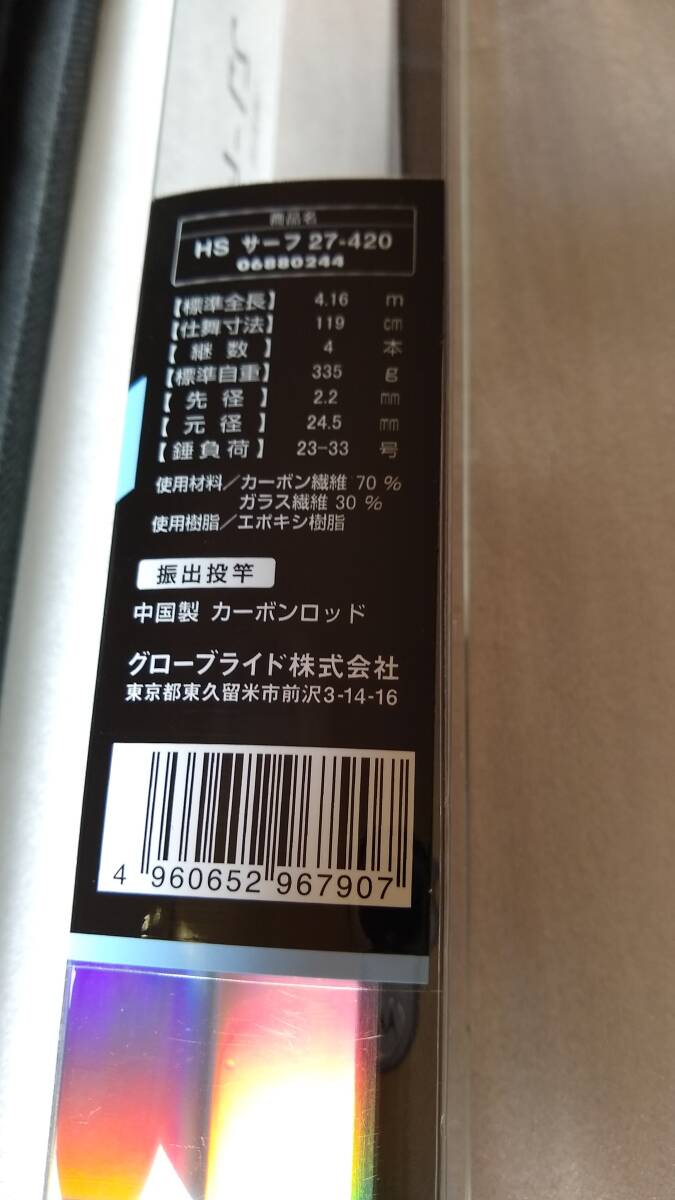 商品名
HS サーフ 27-420
06880244
【標準全長】 4.16 m
【仕舞寸法】 119 cm
【継数】 4 本
【標準自重】 335 g
【先径】 2.2 mm
【元径】 24.5 mm
【錘負荷】 23-33 号
使用材料/カーボン繊維 70 %
ガラス繊維 30 %
使用樹脂/エポキシ樹脂
振出投竿
中国製 カーボンロッド
グローブライド株式会社
東京都東久留米市前沢3-14-16
4 960652 967907